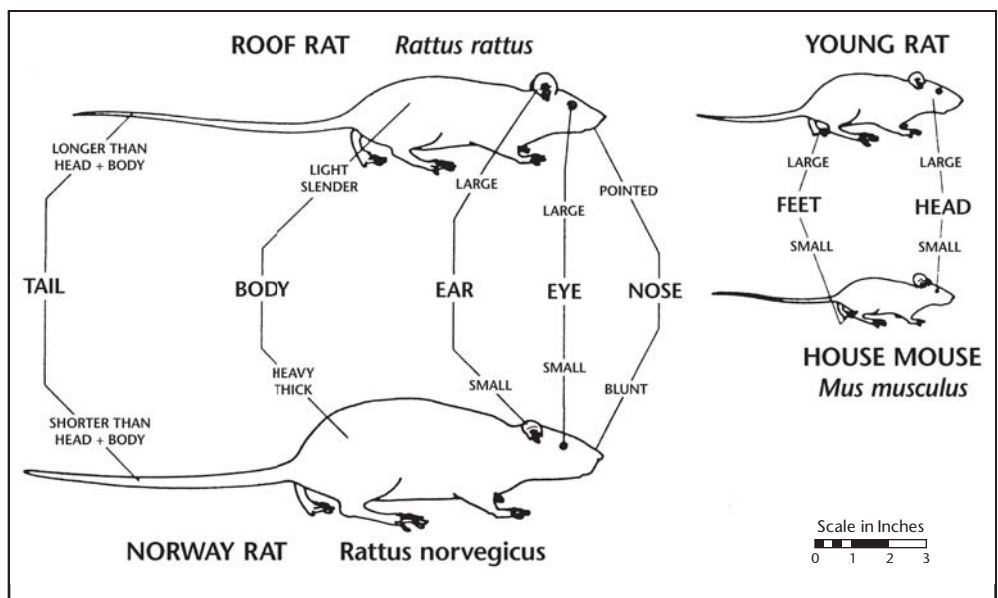 ROOF RAT Rattus rattus
LONGER THAN
HEAD + BODY
LIGHT
SLENDER
LARGE
LARGE
POINTED
TAIL
BODY
EAR
EYE
NOSE
HEAVY
THICK
SMALL
SMALL
BLUNT
SHORTER THAN
HEAD + BODY
NORWAY RAT Rattus norvegicus
YOUNG RAT
LARGE
LARGE
FEET
HEAD
SMALL
SMALL
HOUSE MOUSE
Mus musculus
Scale in Inches
0 1 2 3